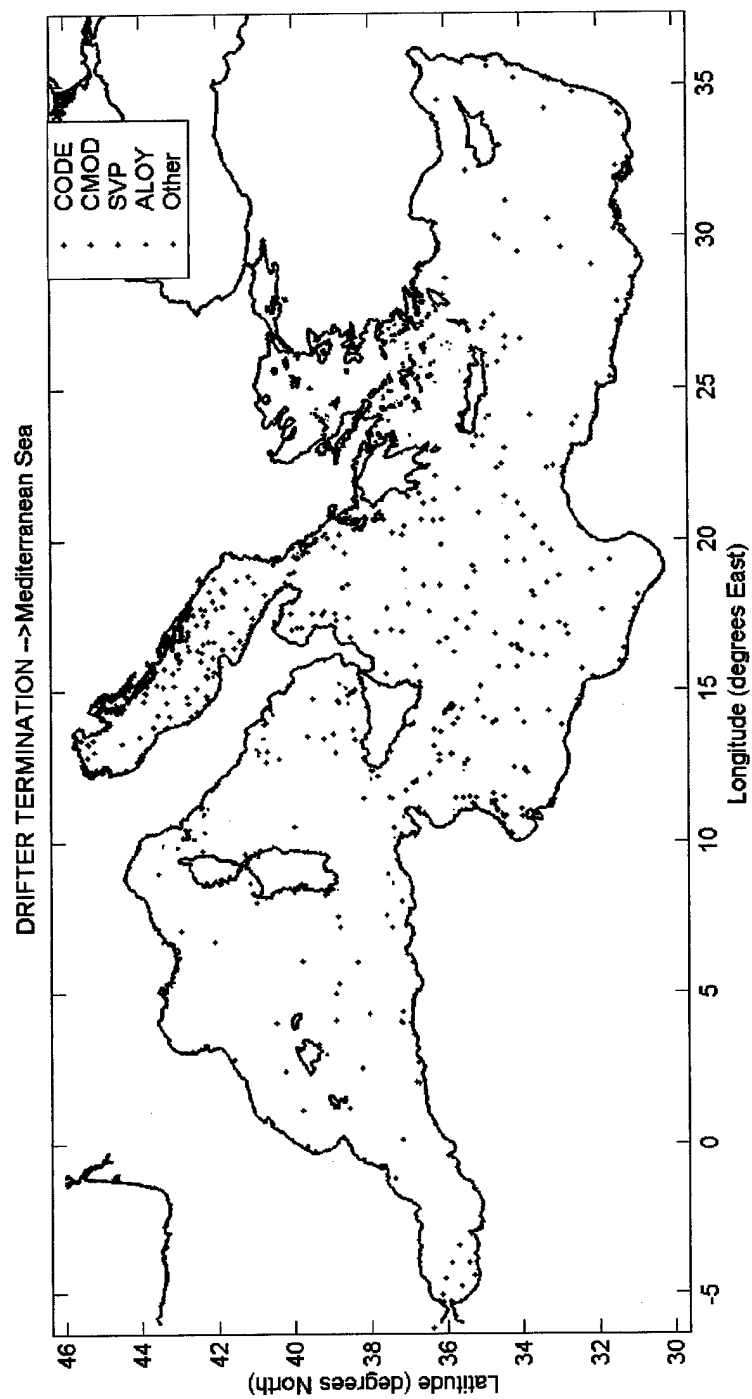 DRIFTER TERMINATION -->Mediterranean Sea
CODE
CMOD
SVP
ALOY
Other
46
44
42
40
38
36
34
32
30
Latitude (degrees North)
-5
0
5
10
15
20
25
30
35
Longitude (degrees East)